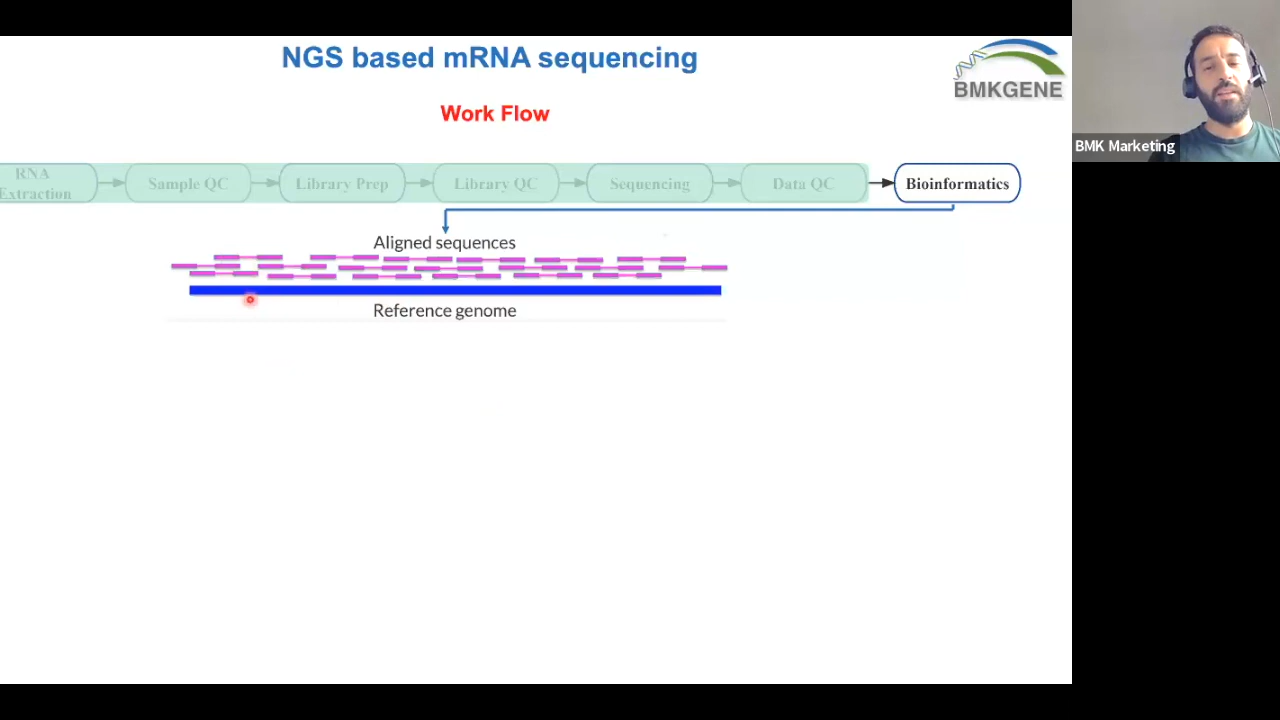 NGS based mRNA sequencing
BMKGENE
Work Flow
BMK Marketing
RNA
Extraction
Sample QC
Library Prep
Library QC
Sequencing
Data QC
Bioinformatics
Aligned sequences
Reference genome